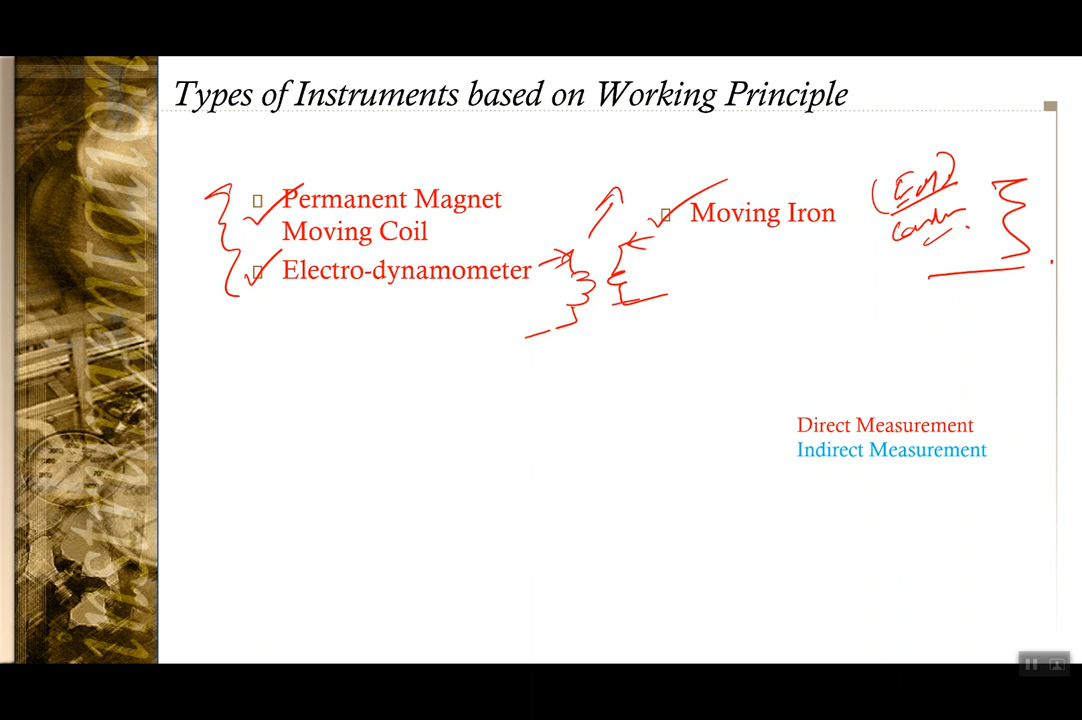 Types of Instruments based on Working Principle
Permanent Magnet
Moving Coil
Electro-dynamometer
Moving Iron
Direct Measurement
Indirect Measurement
instrumentation